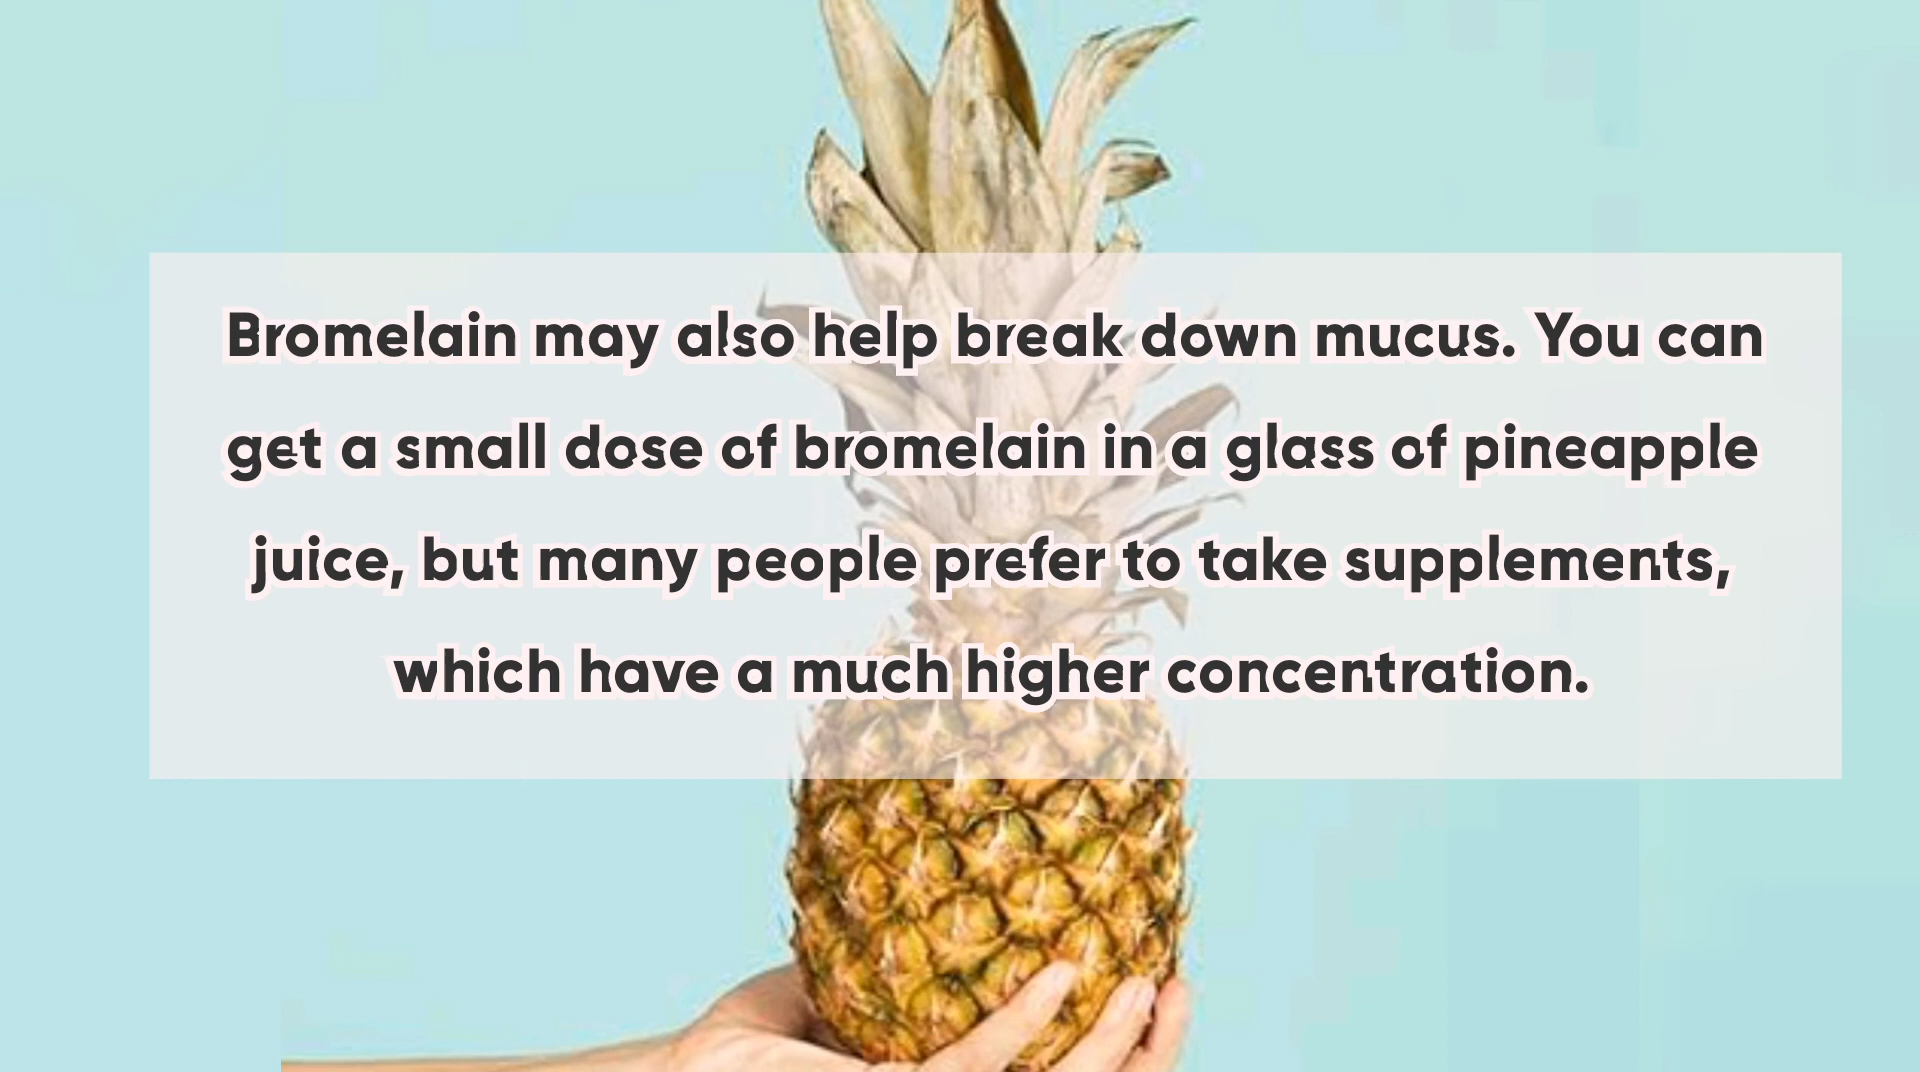 Bromelain may also help break down mucus. You can
get a small dose of bromelain in a glass of pineapple
juice, but many people prefer to take supplements,
which have a much higher concentration.